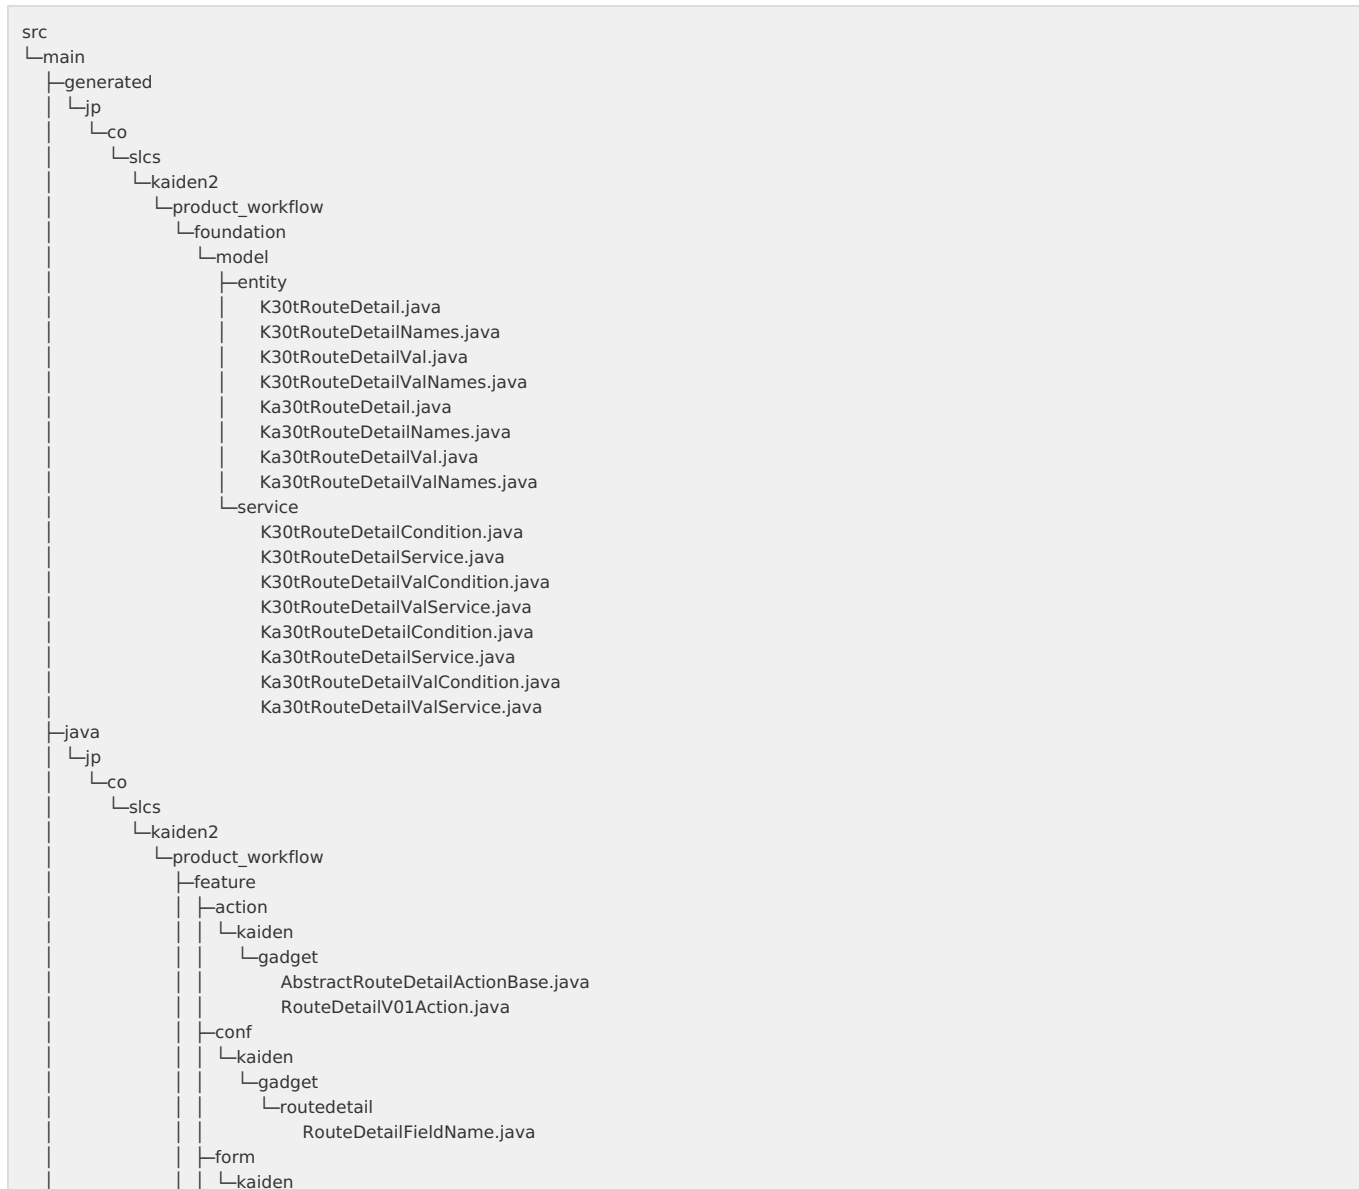 src
└─main
  ├─generated
  │ └─jp
  │   └─co
  │     └─slcs
  │       └─kaiden2
  │         └─product_workflow
  │           └─foundation
  │             └─model
  │               ├─entity
  │               │   K30tRouteDetail.java
  │               │   K30tRouteDetailNames.java
  │               │   K30tRouteDetailVal.java
  │               │   K30tRouteDetailValNames.java
  │               │   Ka30tRouteDetail.java
  │               │   Ka30tRouteDetailNames.java
  │               │   Ka30tRouteDetailVal.java
  │               │   Ka30tRouteDetailValNames.java
  │               └─service
  │                   K30tRouteDetailCondition.java
  │                   K30tRouteDetailService.java
  │                   K30tRouteDetailValCondition.java
  │                   K30tRouteDetailValService.java
  │                   Ka30tRouteDetailCondition.java
  │                   Ka30tRouteDetailService.java
  │                   Ka30tRouteDetailValCondition.java
  │                   Ka30tRouteDetailValService.java
  ├─java
  │ └─jp
  │   └─co
  │     └─slcs
  │       └─kaiden2
  │         └─product_workflow
  │           ├─feature
  │           │ ├─action
  │           │ │ └─kaiden
  │           │ │   └─gadget
  │           │ │       AbstractRouteDetailActionBase.java
  │           │ │       RouteDetailV01Action.java
  │           │ ├─conf
  │           │ │ └─kaiden
  │           │ │   └─gadget
  │           │ │     └─routedetail
  │           │ │         RouteDetailFieldName.java
  │           │ ├─form
  │           │ │ └─kaiden